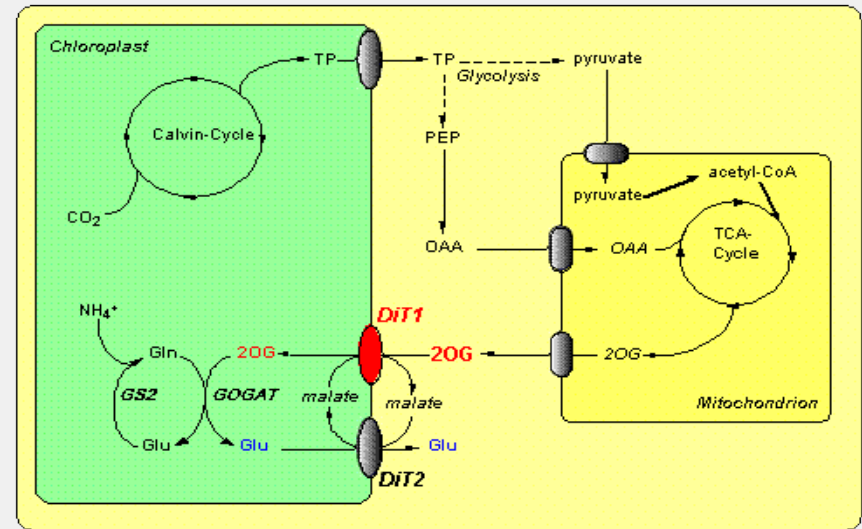 Chloroplast
TP
TP
Glycolysis
pyruvate
Calvin-Cycle
PEP
CO2
pyruvate
acetyl-CoA
OAA
OAA
TCA-
Cycle
NH4+
DiT1
Gln
2OG
2OG
2OG
GS2
GOGAT
malate
malate
Mitochondrion
Glu
Glu
Glu
DiT2